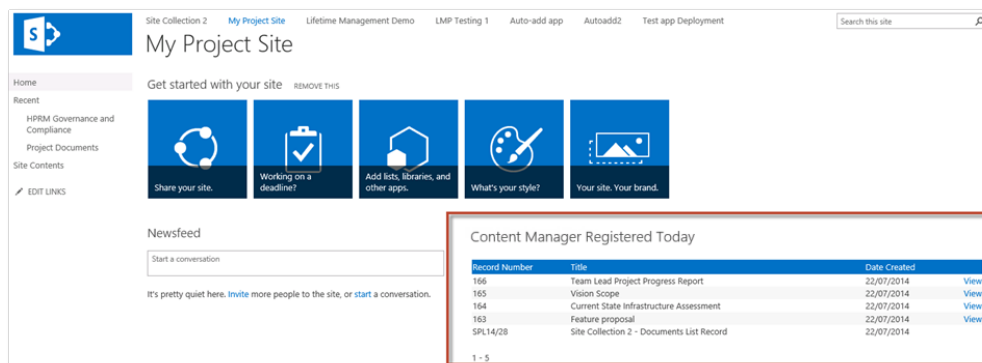 Site Collection 2 My Project Site Lifetime Management Demo LMP Testing 1 Auto-add app Autoadd2 Test app Deployment
Search this site
S
My Project Site
Home
Recent
HPRM Governance and
Compliance
Project Documents
Site Contents
EDIT LINKS
Get started with your site REMOVE THIS
Share your site.
Working on a
deadline?
Add lists, libraries, and
other apps.
What's your style?
Your site. Your brand.
Newsfeed
Start a conversation
It's pretty quiet here. Invite more people to the site, or start a conversation.
Content Manager Registered Today
Record Number Title Date Created
166 Team Lead Project Progress Report 22/07/2014 View
165 Vision Scope 22/07/2014 View
164 Current State Infrastructure Assessment 22/07/2014 View
163 Feature proposal 22/07/2014 View
SPL14/28 Site Collection 2 - Documents List Record 22/07/2014
1 - 5